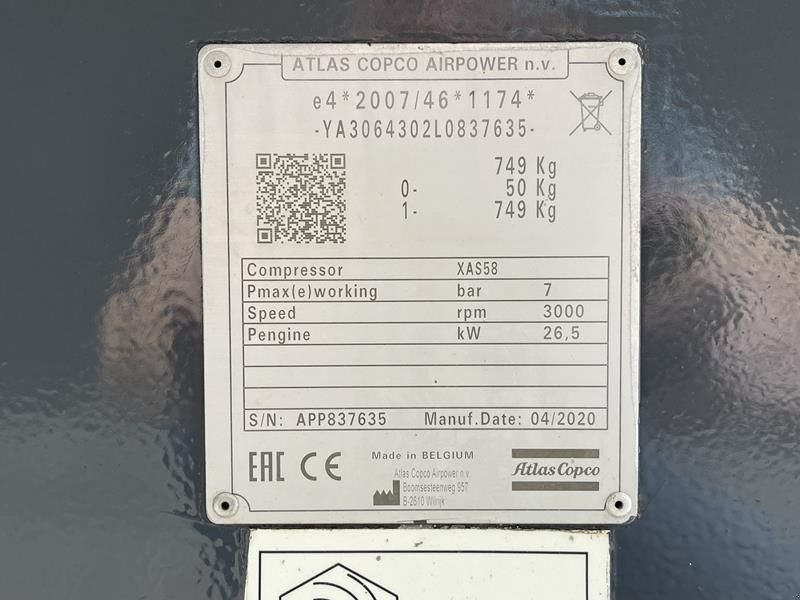 ATLAS COPCO AIRPOWER n.v.
e4*2007/46*1174*
-YA3064302L0837635-
749 Kg
0- 50 Kg
1- 749 Kg
Compressor XAS58
Pmax(e)working bar 7
Speed rpm 3000
Pengine kW 26,5
S/N: APP837635 Manuf.Date: 04/2020
EAC CE
Made in BELGIUM
Atlas Copco Airpower n.v.
Boomsesteenweg 957
B-2610 Wilrijk
Atlas Copco